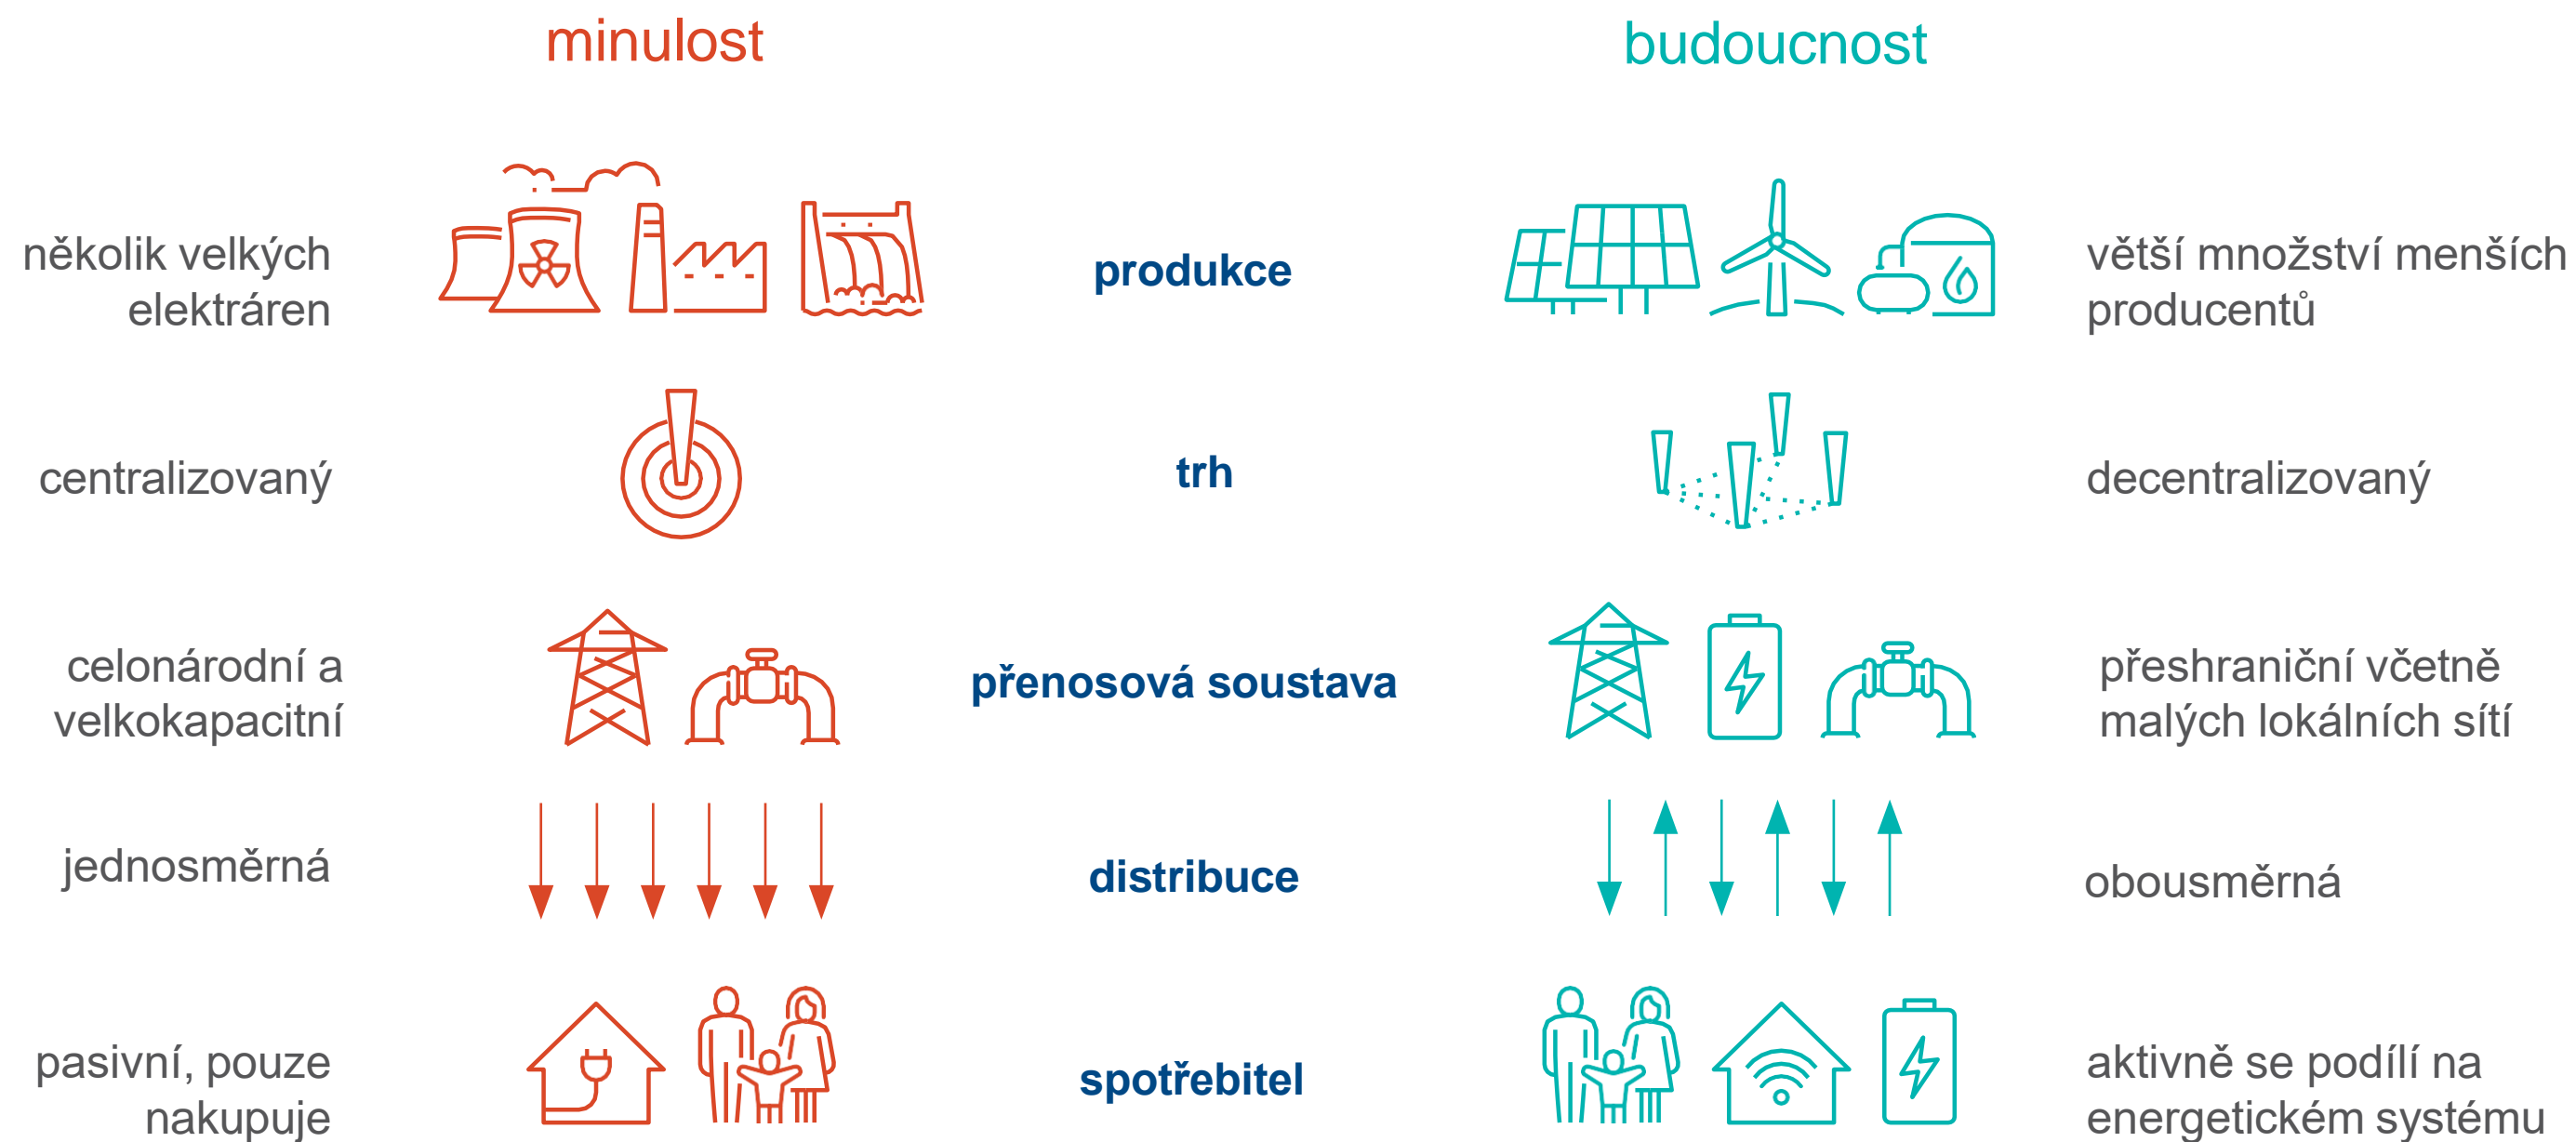 minulost
budoucnost
několik velkých
elektráren
produkce
větší množství menších
producentů
centralizovaný
trh
decentralizovaný
celonárodní a
velkokapacitní
přenosová soustava
přeshraniční včetně
malých lokálních sítí
jednosměrná
distribuce
obousměrná
pasivní, pouze
nakupuje
spotřebitel
aktivně se podílí na
energetickém systému